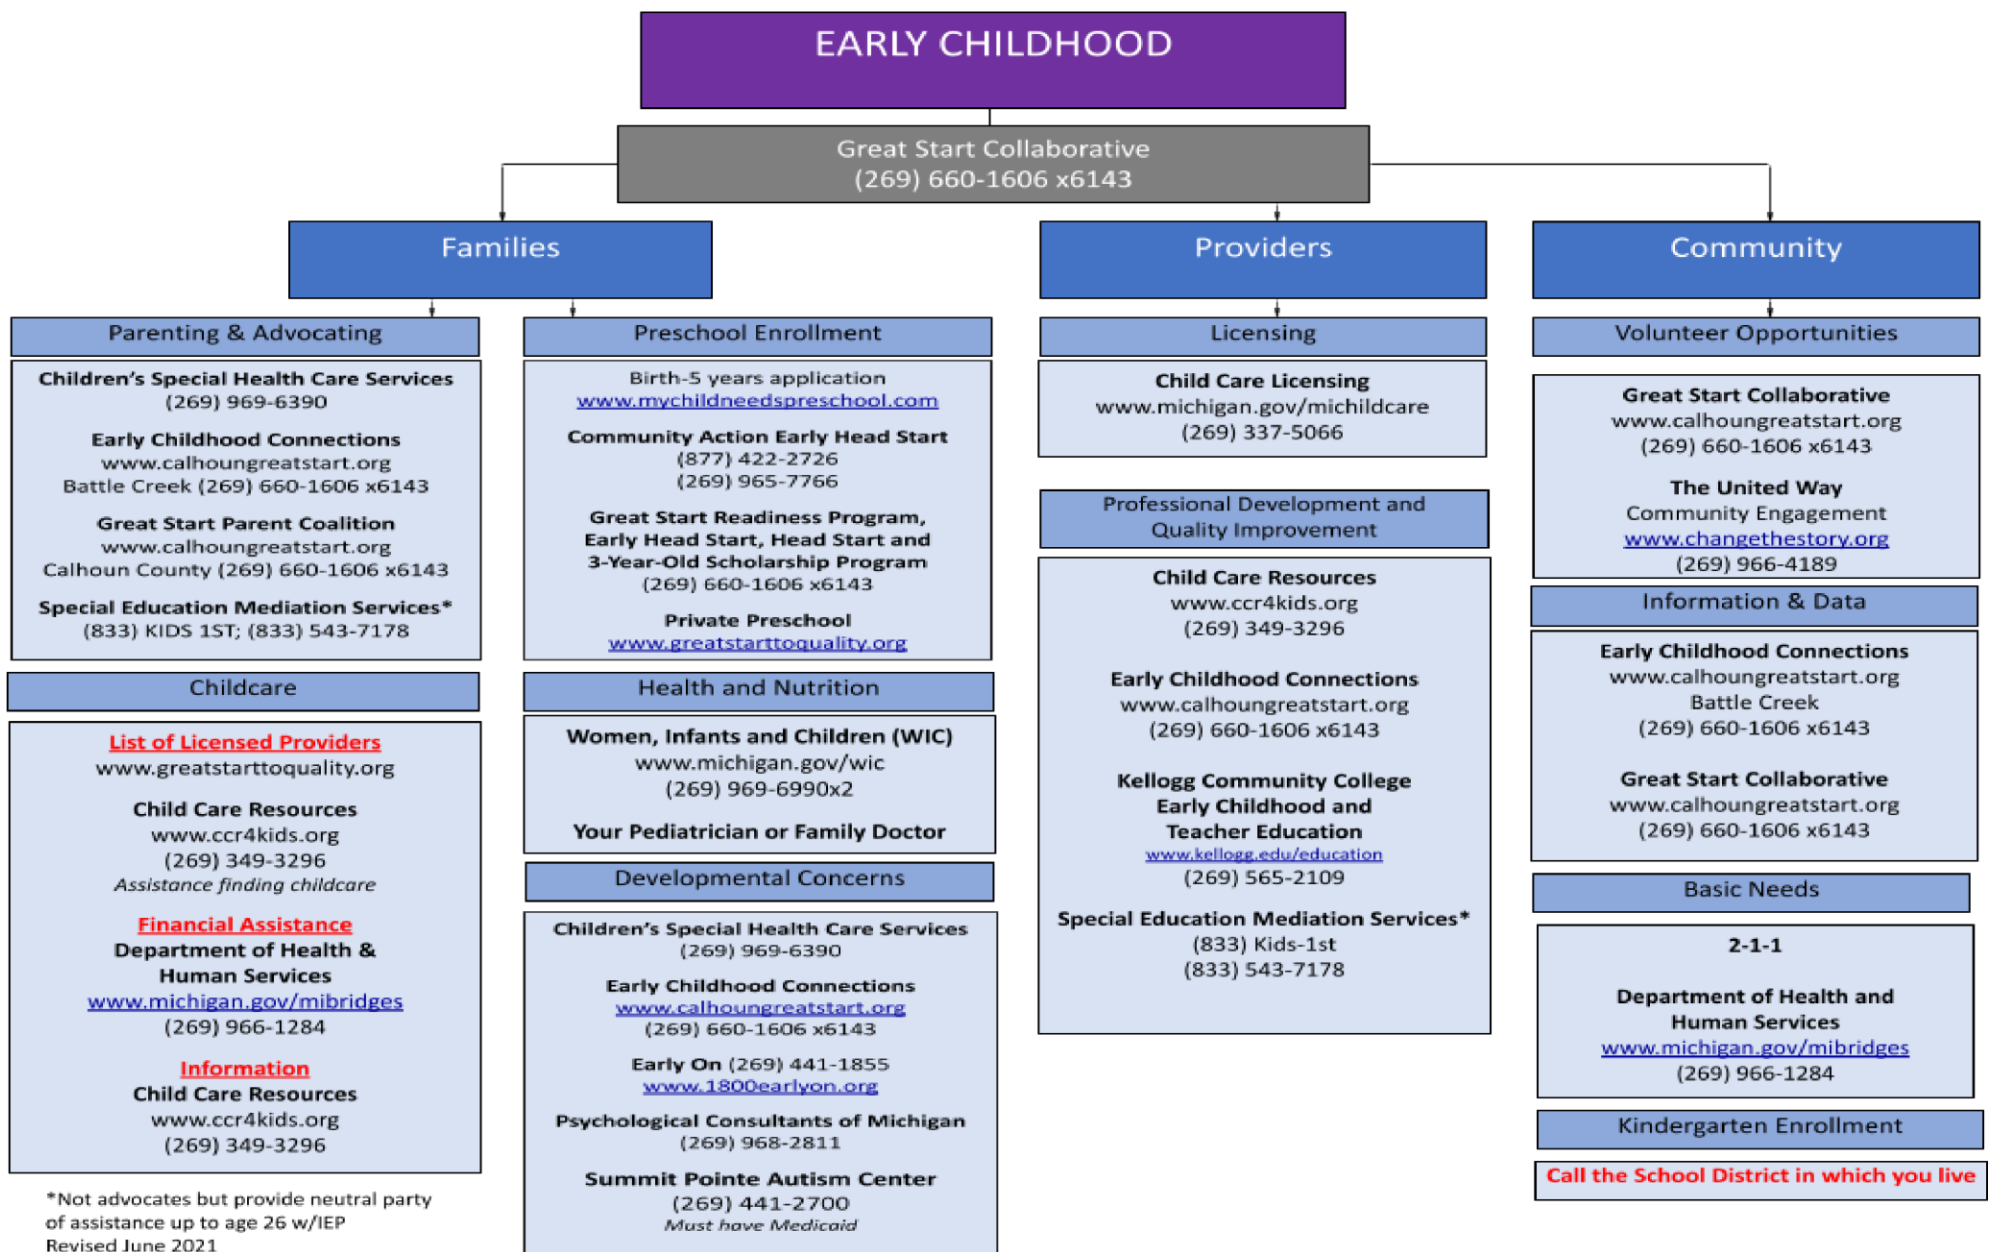 EARLY CHILDHOOD
Great Start Collaborative
(269) 660-1606 x6143
Families
Parenting & Advocating
Children's Special Health Care Services
(269) 969-6390
Early Childhood Connections
www.calhoungreatstart.org
Battle Creek (269) 660-1606 x6143
Great Start Parent Coalition
www.calhoungreatstart.org
Calhoun County (269) 660-1606 x6143
Special Education Mediation Services*
(833) KIDS 1ST; (833) 543-7178
Childcare
List of Licensed Providers
www.greatstarttoquality.org
Child Care Resources
www.ccr4kids.org
(269) 349-3296
Assistance finding childcare
Financial Assistance
Department of Health &
Human Services
www.michigan.gov/mibridges
(269) 966-1284
Information
Child Care Resources
www.ccr4kids.org
(269) 349-3296
*Not advocates but provide neutral party
of assistance up to age 26 w/IEP
Revised June 2021
Preschool Enrollment
Birth-5 years application
www.mychildneedspreschool.com
Community Action Early Head Start
(877) 422-2726
(269) 965-7766
Great Start Readiness Program,
Early Head Start, Head Start and
3-Year-Old Scholarship Program
(269) 660-1606 x6143
Private Preschool
www.greatstarttoquality.org
Health and Nutrition
Women, Infants and Children (WIC)
www.michigan.gov/wic
(269) 969-6990x2
Your Pediatrician or Family Doctor
Developmental Concerns
Children's Special Health Care Services
(269) 969-6390
Early Childhood Connections
www.calhoungreatstart.org
(269) 660-1606 x6143
Early On (269) 441-1855
www.1800earlyon.org
Psychological Consultants of Michigan
(269) 968-2811
Summit Pointe Autism Center
(269) 441-2700
Must have Medicaid
Providers
Licensing
Child Care Licensing
www.michigan.gov/michildcare
(269) 337-5066
Professional Development and
Quality Improvement
Child Care Resources
www.ccr4kids.org
(269) 349-3296
Early Childhood Connections
www.calhoungreatstart.org
(269) 660-1606 x6143
Kellogg Community College
Early Childhood and
Teacher Education
www.kellogg.edu/education
(269) 565-2109
Special Education Mediation Services*
(833) Kids-1st
(833) 543-7178
Community
Volunteer Opportunities
Great Start Collaborative
www.calhoungreatstart.org
(269) 660-1606 x6143
The United Way
Community Engagement
www.changethestory.org
(269) 966-4189
Information & Data
Early Childhood Connections
www.calhoungreatstart.org
Battle Creek
(269) 660-1606 x6143
Great Start Collaborative
www.calhoungreatstart.org
(269) 660-1606 x6143
Basic Needs
2-1-1
Department of Health and
Human Services
www.michigan.gov/mibridges
(269) 966-1284
Kindergarten Enrollment
Call the School District in which you live